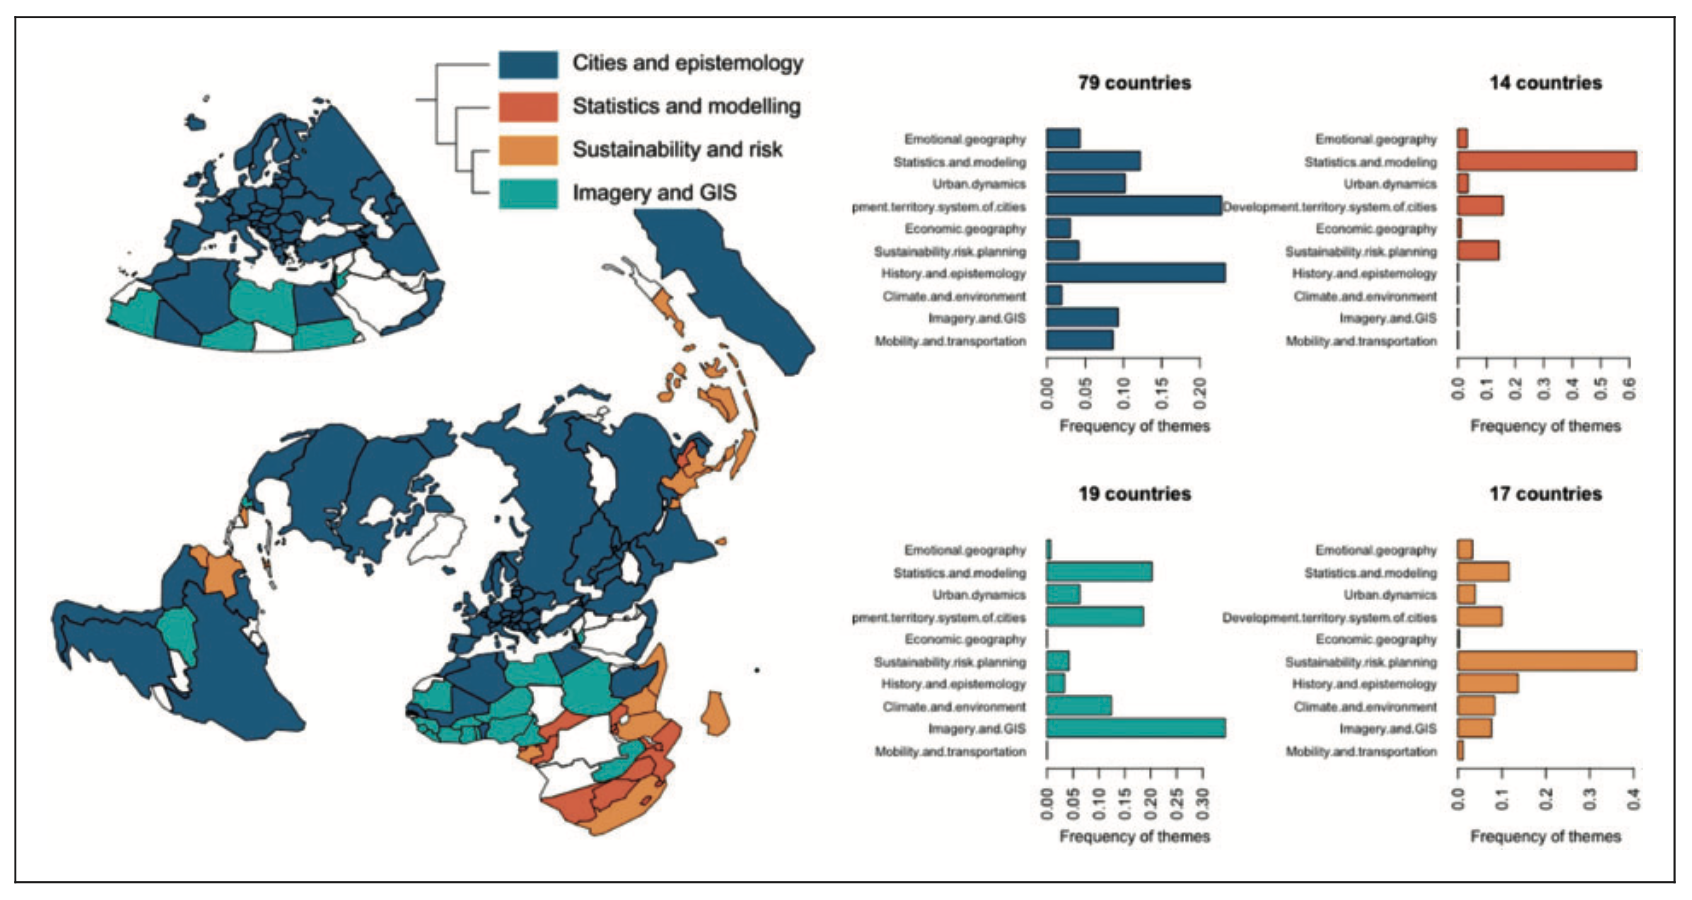 Cities and epistemology
Statistics and modelling
Sustainability and risk
Imagery and GIS
79 countries
Emotional.geography
Statistics.and.modeling
Urban.dynamics
pment.territory.system.of.cities
Economic.geography
Sustainability.risk.planning
History.and.epistemology
Climate.and.environment
Imagery.and.GIS
Mobility.and.transportation
0.00 0.05 0.10 0.15 0.20
Frequency of themes
14 countries
Emotional.geography
Statistics.and.modeling
Urban.dynamics
Development.territory.system.of.cities
Economic.geography
Sustainability.risk.planning
History.and.epistemology
Climate.and.environment
Imagery.and.GIS
Mobility.and.transportation
0.0 0.1 0.2 0.3 0.4 0.5 0.6
Frequency of themes
19 countries
Emotional.geography
Statistics.and.modeling
Urban.dynamics
pment.territory.system.of.cities
Economic.geography
Sustainability.risk.planning
History.and.epistemology
Climate.and.environment
Imagery.and.GIS
Mobility.and.transportation
0.00 0.05 0.10 0.15 0.20 0.25 0.30
Frequency of themes
17 countries
Emotional.geography
Statistics.and.modeling
Urban.dynamics
Development.territory.system.of.cities
Economic.geography
Sustainability.risk.planning
History.and.epistemology
Climate.and.environment
Imagery.and.GIS
Mobility.and.transportation
0.0 0.1 0.2 0.3 0.4
Frequency of themes